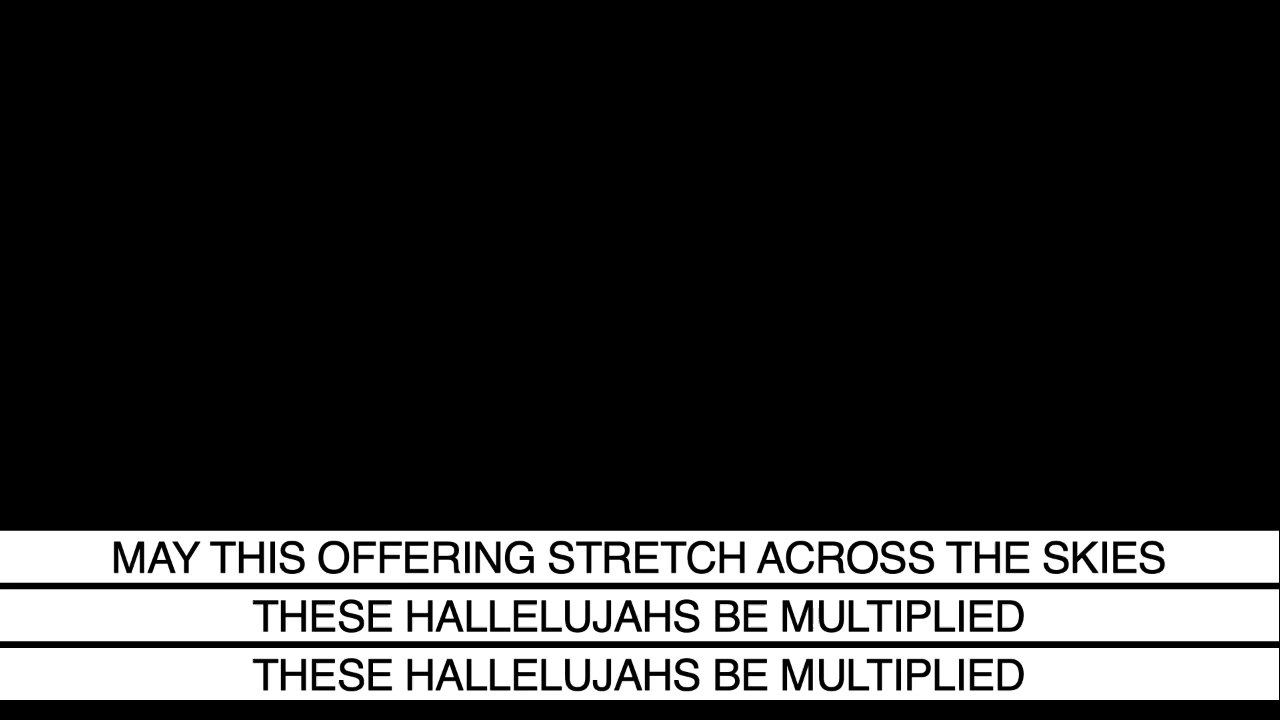 MAY THIS OFFERING STRETCH ACROSS THE SKIES
THESE HALLELUJAHS BE MULTIPLIED
THESE HALLELUJAHS BE MULTIPLIED